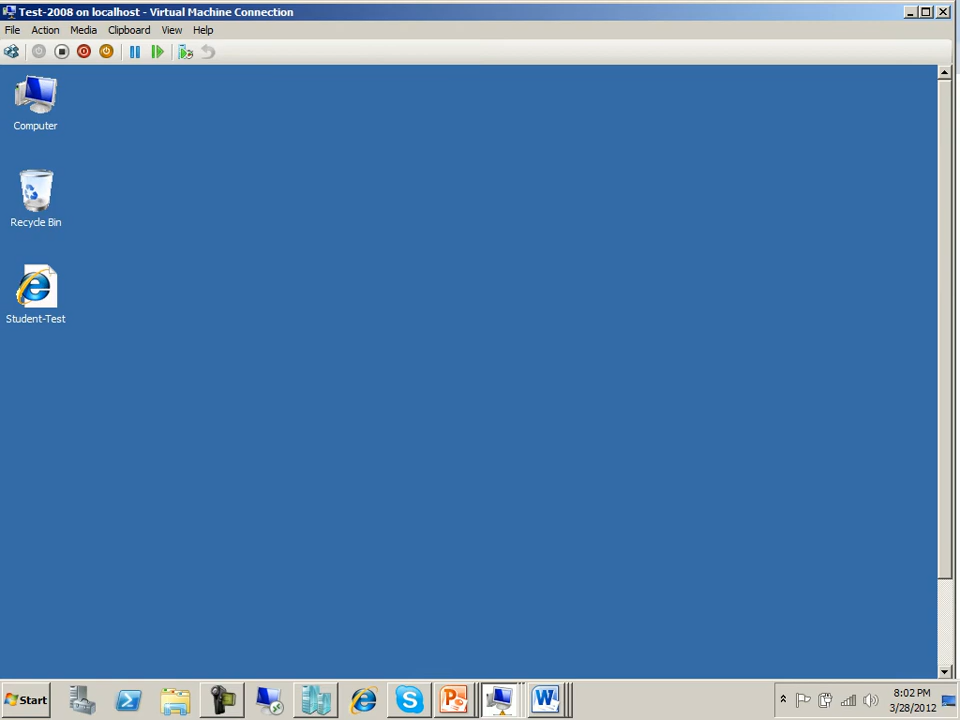 Test-2008 on localhost - Virtual Machine Connection
File Action Media Clipboard View Help
Computer
Recycle Bin
Student-Test
Start
8:02 PM
3/28/2012